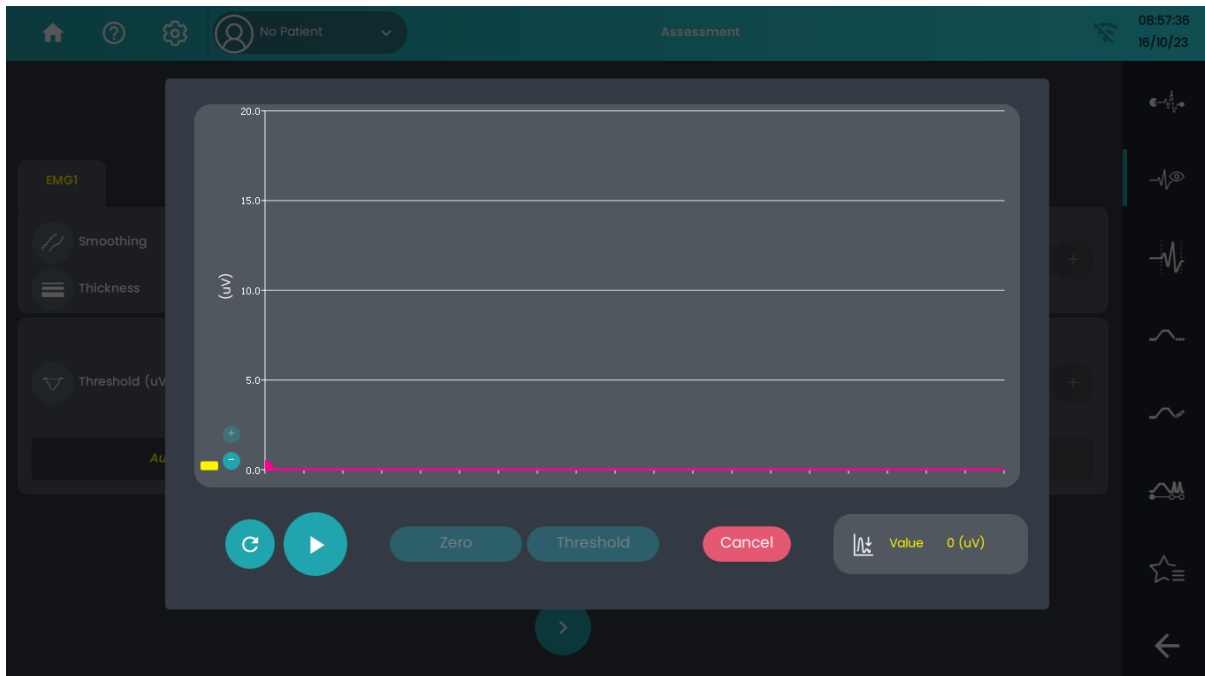 No Patient
Assessment
08:57:36
16/10/23
EMG1
Smoothing
Thickness
Threshold (uV
Au
20.0
15.0
10.0
5.0
0.0
(uV)
Zero
Threshold
Cancel
Value 0 (uV)